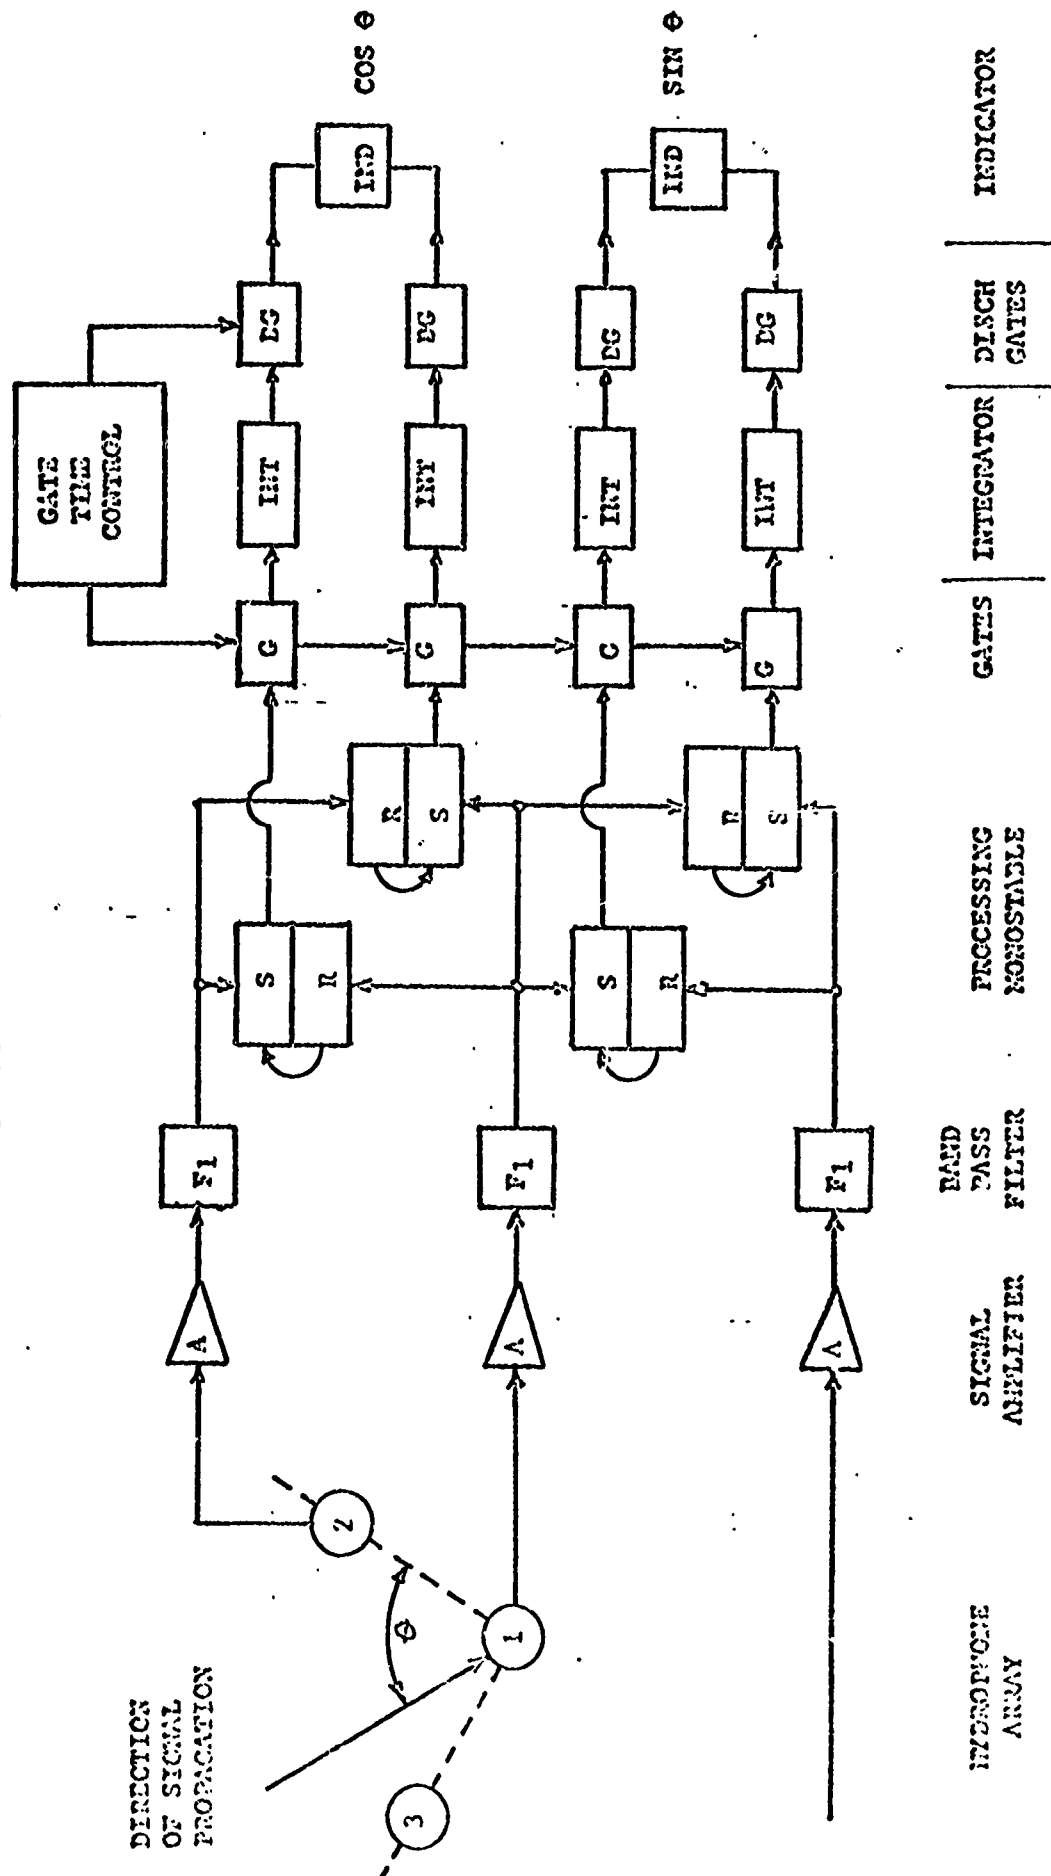 DIRECTION
OF SIGNAL
PROPAGATION
3
θ
1
2
A
A
A
F1
F1
F1
S
R
R
S
S
R
R
S
G
G
G
G
GATE
TIME
CONTROL
INT
INT
INT
INT
DG
DG
DG
DG
IND
IND
COS θ
SIN θ
HYDROPHONE
ARRAY
SIGNAL
AMPLIFIER
BAND
PASS
FILTER
PROCESSING
MONOSTABLE
GATES
INTEGRATOR
DISCH
GATES
INDICATOR